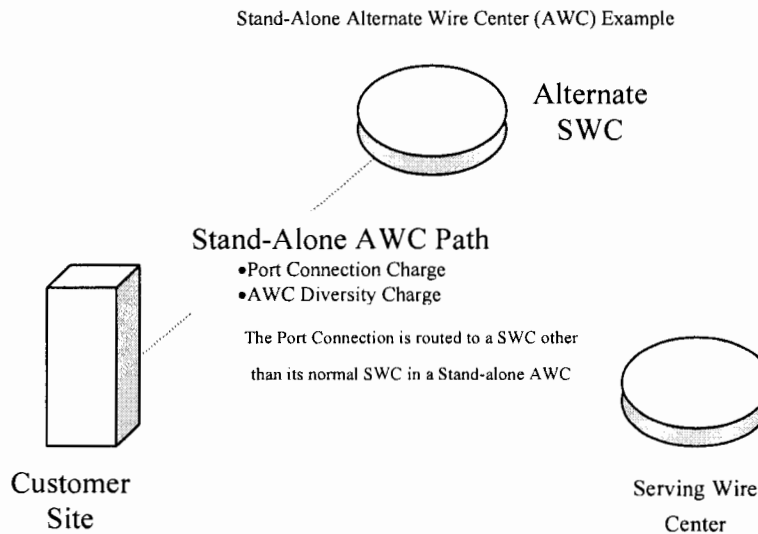 Stand-Alone Alternate Wire Center (AWC) Example
Alternate
SWC
Stand-Alone AWC Path
•Port Connection Charge
•AWC Diversity Charge
The Port Connection is routed to a SWC other
than its normal SWC in a Stand-alone AWC
Customer
Site
Serving Wire
Center